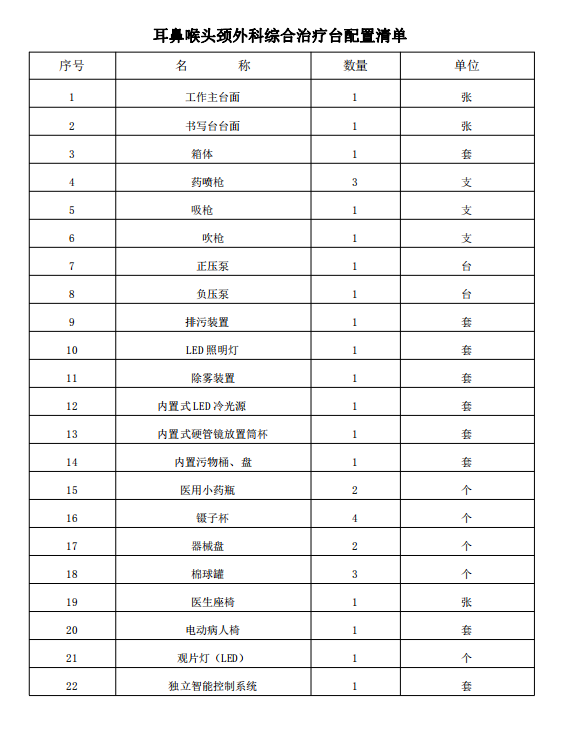 耳鼻喉头颈外科综合治疗台配置清单
序号 名 称 数量 单位
1 工作主台面 1 张
2 书写台台面 1 张
3 箱体 1 套
4 药喷枪 3 支
5 吸枪 1 支
6 吹枪 1 支
7 正压泵 1 台
8 负压泵 1 台
9 排污装置 1 套
10 LED照明灯 1 套
11 除雾装置 1 套
12 内置式LED冷光源 1 套
13 内置式硬管镜放置筒杯 1 套
14 内置污物桶、盘 1 套
15 医用小药瓶 2 个
16 镊子杯 4 个
17 器械盘 2 个
18 棉球罐 3 个
19 医生座椅 1 张
20 电动病人椅 1 套
21 观片灯（LED） 1 个
22 独立智能控制系统 1 套